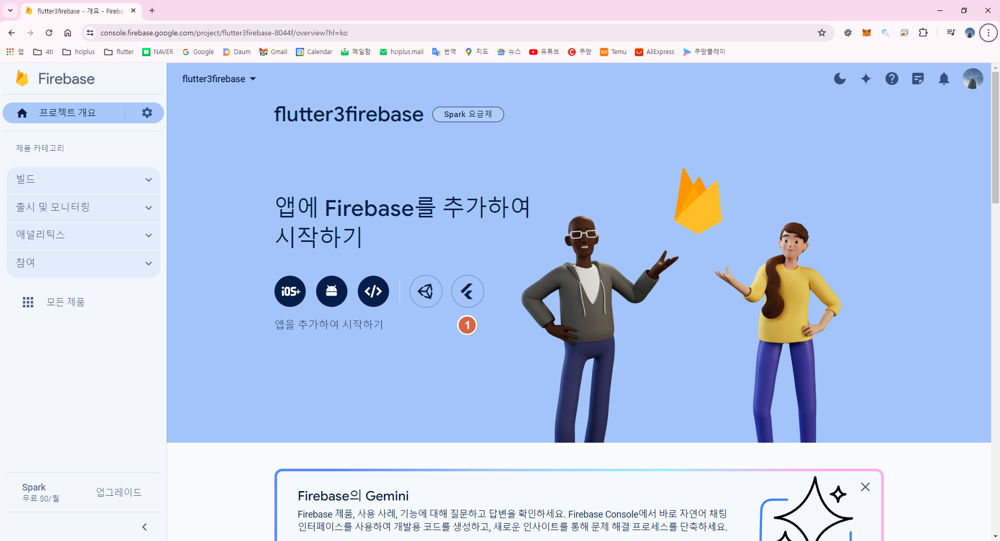 flutter3firebase - 개요 - Fireba
console.firebase.google.com/project/flutter3firebase-8044f/overview?hl=ko
앱 4ti hciplus flutter NAVER Google Daum Gmail Calendar 메일함 hciplus.mail 번역 지도 뉴스 유튜브 쿠팡 Temu AliExpress 쿠팡플레이
Firebase
프로젝트 개요
제품 카테고리
빌드
출시 및 모니터링
애널리틱스
참여
모든 제품
Spark
무료 $0/월
업그레이드
flutter3firebase
flutter3firebase
Spark 요금제
앱에 Firebase를 추가하여
시작하기
iOS+
앱을 추가하여 시작하기
1
Firebase의 Gemini
Firebase 제품, 사용 사례, 기능에 대해 질문하고 답변을 확인하세요. Firebase Console에서 바로 자연어 채팅
인터페이스를 사용하여 개발용 코드를 생성하고, 새로운 인사이트를 통해 문제 해결 프로세스를 단축하세요.